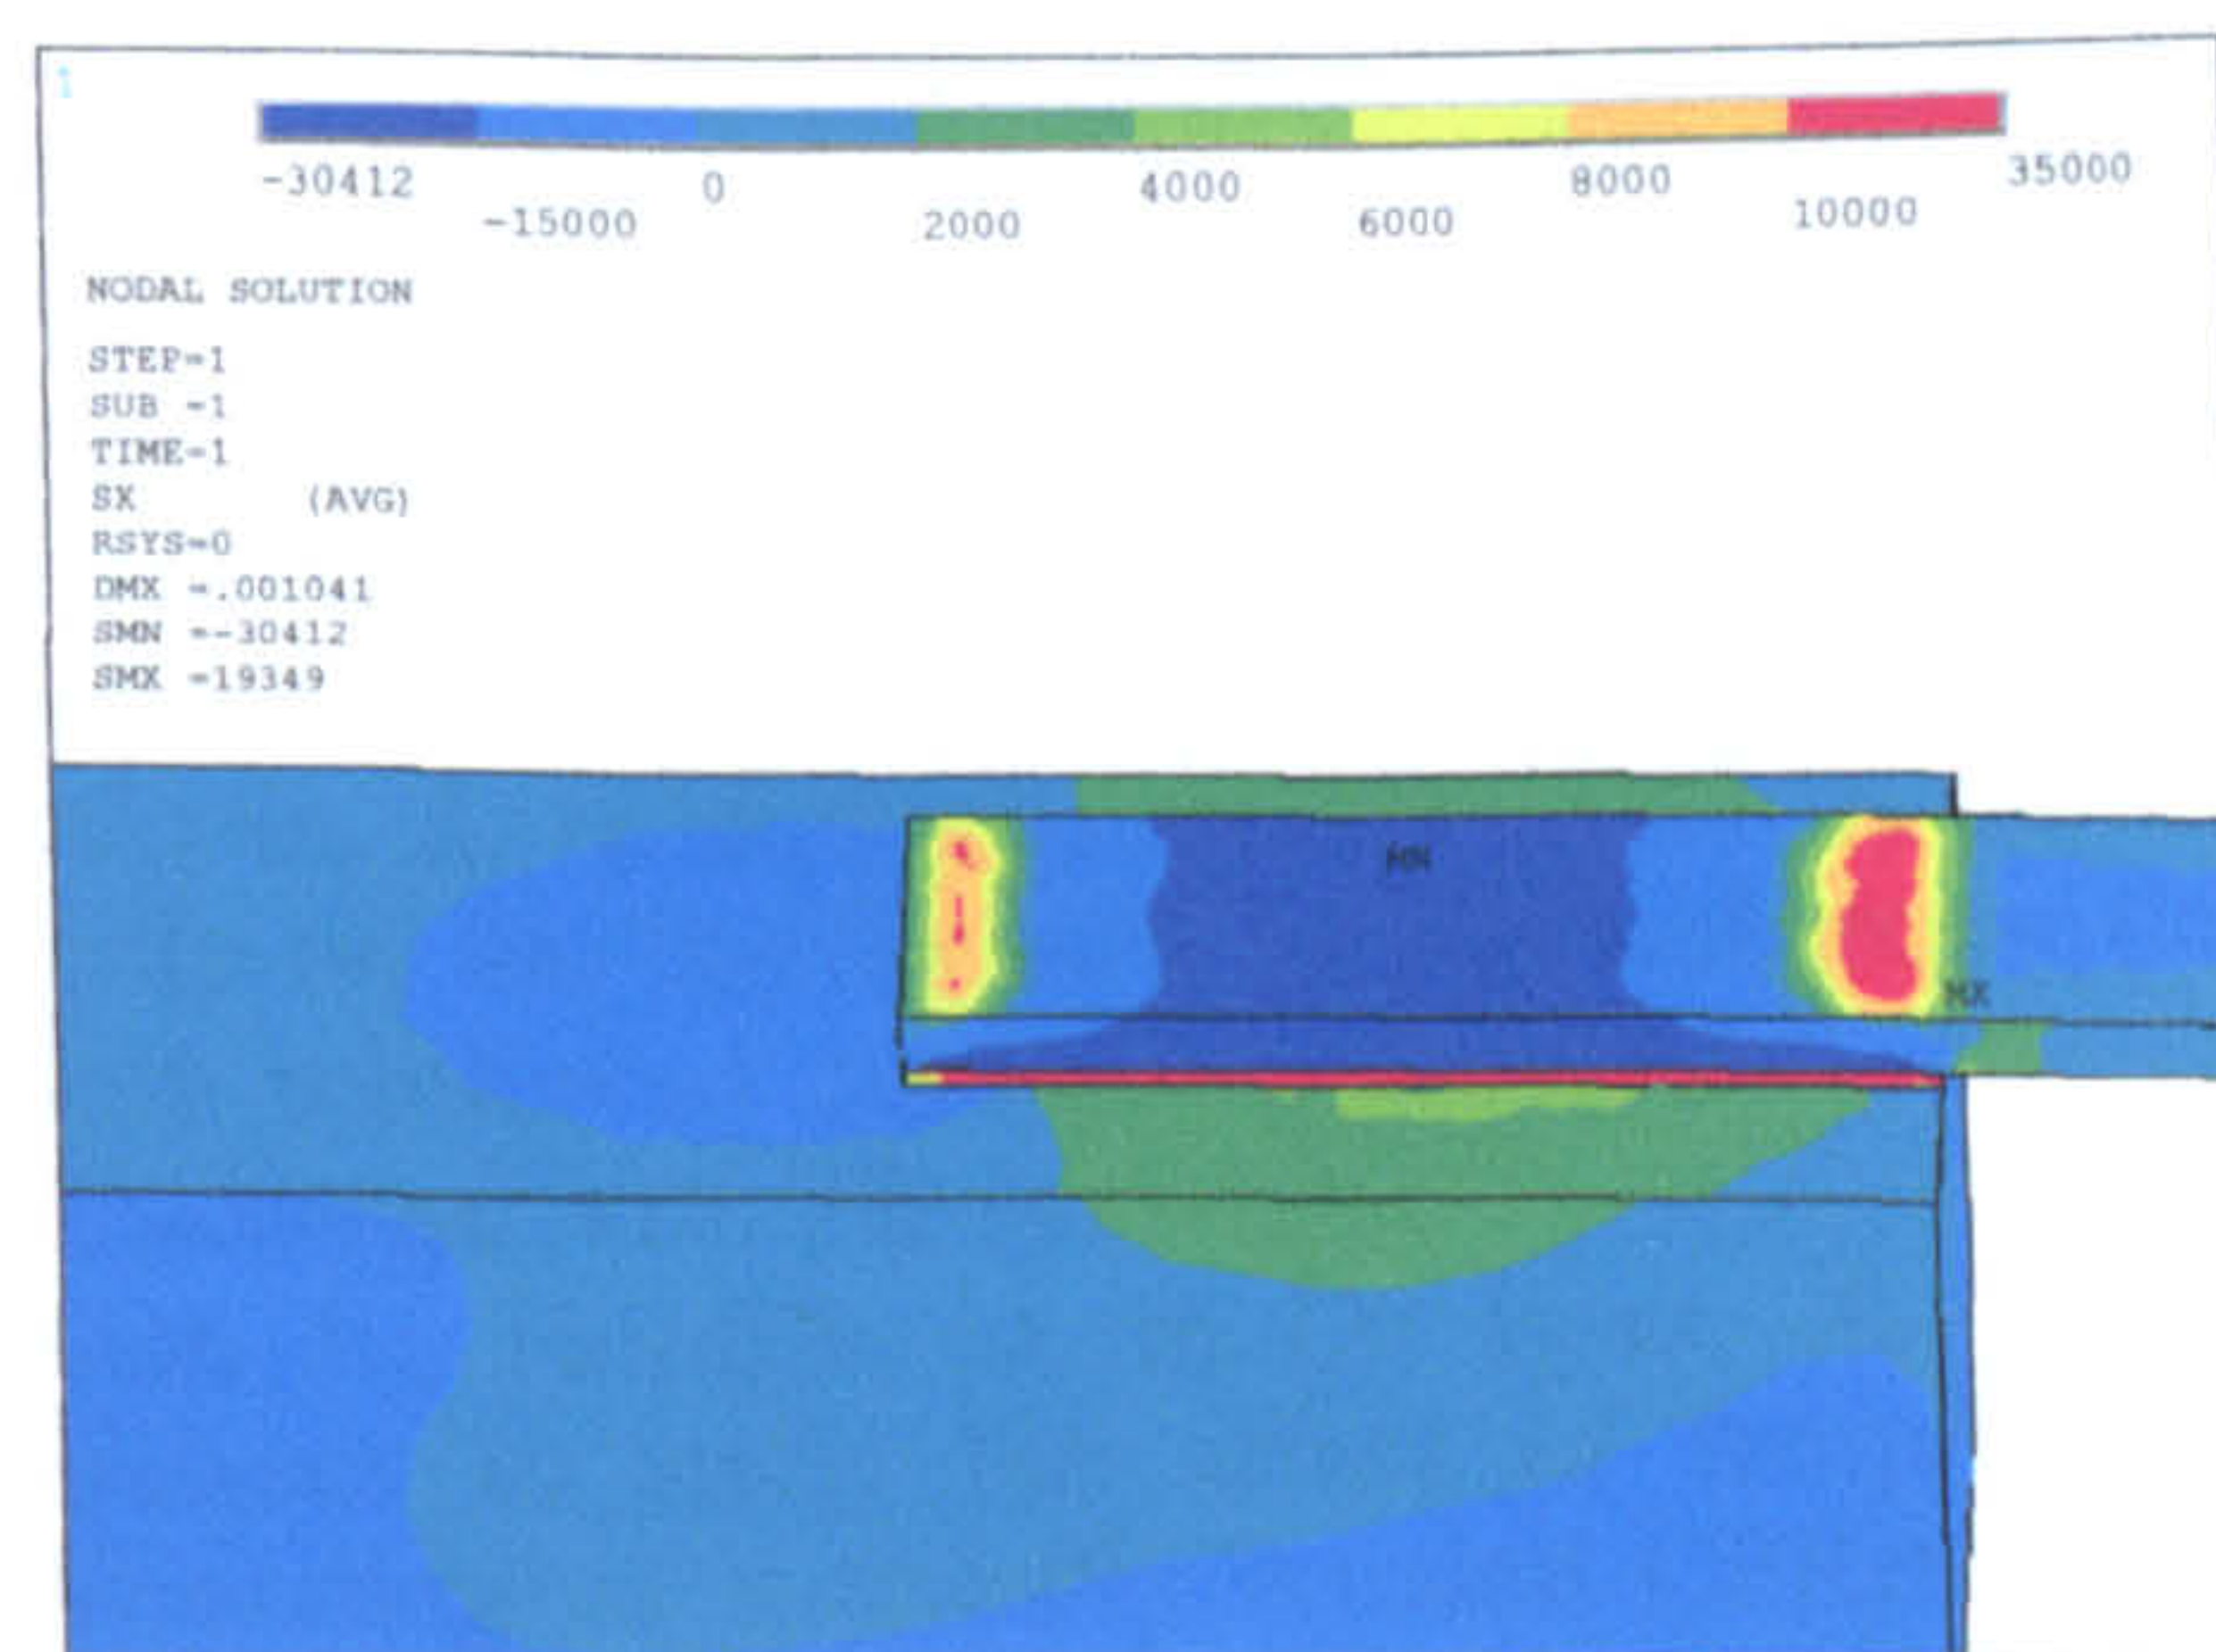 1
-30412 0 4000 8000 35000
-15000 2000 6000 10000
NODAL SOLUTION
STEP=1
SUB =1
TIME=1
SX (AVG)
RSYS=0
DMX =.001041
SMN =-30412
SMX =19349
MN
MX